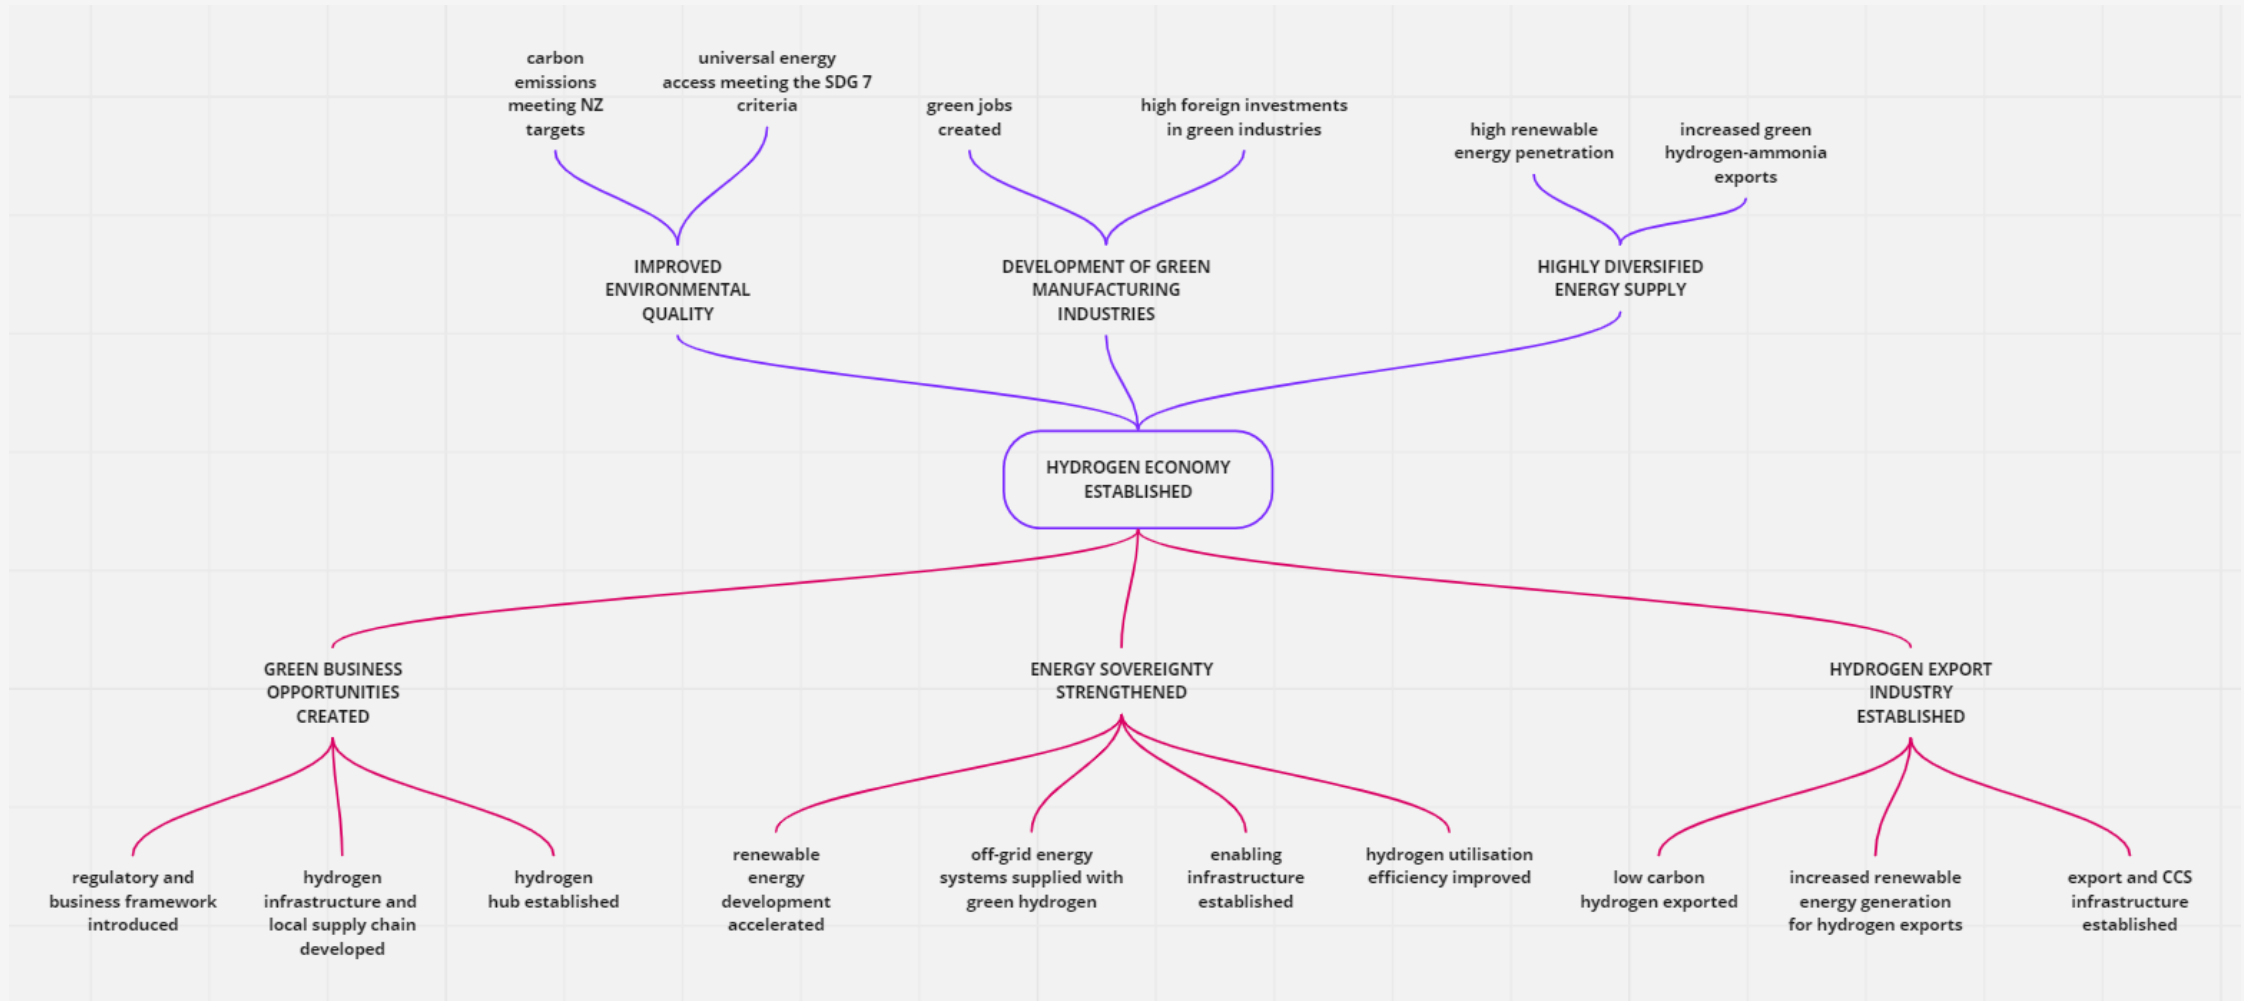 carbon
emissions
meeting NZ
targets
universal energy
access meeting the SDG 7
criteria
green jobs
created
high foreign investments
in green industries
high renewable
energy penetration
increased green
hydrogen-ammonia
exports
IMPROVED
ENVIRONMENTAL
QUALITY
DEVELOPMENT OF GREEN
MANUFACTURING
INDUSTRIES
HIGHLY DIVERSIFIED
ENERGY SUPPLY
HYDROGEN ECONOMY
ESTABLISHED
GREEN BUSINESS
OPPORTUNITIES
CREATED
ENERGY SOVEREIGNTY
STRENGTHENED
HYDROGEN EXPORT
INDUSTRY
ESTABLISHED
regulatory and
business framework
introduced
hydrogen
infrastructure and
local supply chain
developed
hydrogen
hub established
renewable
energy
development
accelerated
off-grid energy
systems supplied with
green hydrogen
enabling
infrastructure
established
hydrogen utilisation
efficiency improved
low carbon
hydrogen exported
increased renewable
energy generation
for hydrogen exports
export and CCS
infrastructure
established